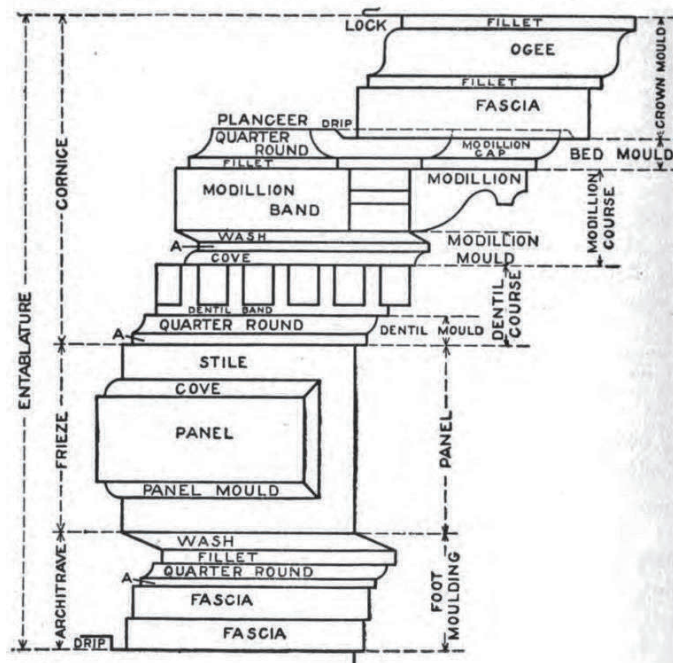 LOCK
FILLET
OGEE
FILLET
FASCIA
CROWN MOULD
PLANCEER DRIP
QUARTER ROUND
MODILLION CAP
BED MOULD
FILLET
MODILLION BAND
MODILLION
MODILLION COURSE
WASH
A
COVE
MODILLION MOULD
DENTIL BAND
DENTIL COURSE
QUARTER ROUND
DENTIL MOULD
A
CORNICE
ENTABLATURE
STILE
COVE
PANEL
PANEL MOULD
FRIEZE
PANEL
WASH
FILLET
QUARTER ROUND
A
FASCIA
FASCIA
ARCHITRAVE
FOOT MOULDING
DRIP